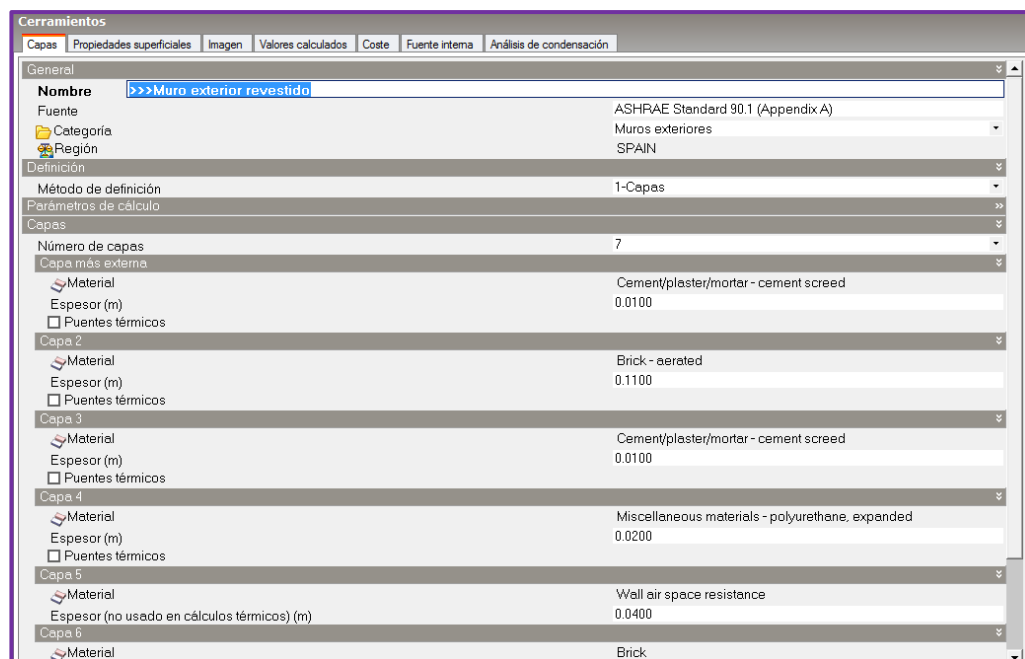 Cerramientos
Capas Propiedades superficiales Imagen Valores calculados Coste Fuente interna Análisis de condensación
General
Nombre >>>Muro exterior revestido
Fuente ASHRAE Standard 90.1 (Appendix A)
Categoría Muros exteriores
Región SPAIN
Definición
Método de definición 1-Capas
Parámetros de cálculo
Capas
Número de capas 7
Capa más externa
Material Cement/plaster/mortar - cement screed
Espesor (m) 0.0100
Puentes térmicos
Capa 2
Material Brick - aerated
Espesor (m) 0.1100
Puentes térmicos
Capa 3
Material Cement/plaster/mortar - cement screed
Espesor (m) 0.0100
Puentes térmicos
Capa 4
Material Miscellaneous materials - polyurethane, expanded
Espesor (m) 0.0200
Puentes térmicos
Capa 5
Material Wall air space resistance
Espesor (no usado en cálculos térmicos) (m) 0.0400
Capa 6
Material Brick